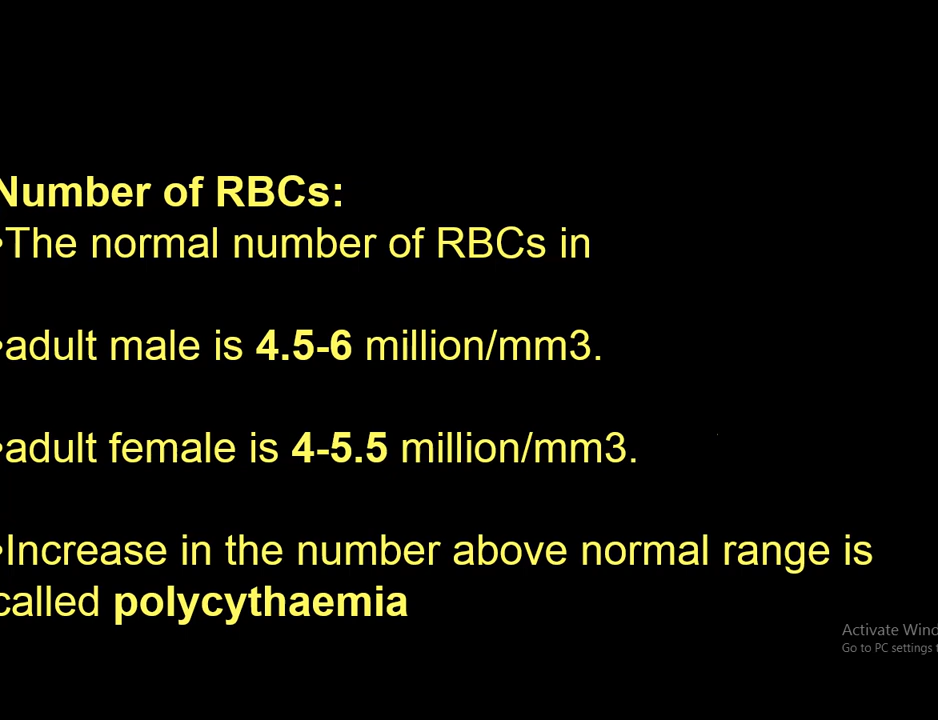 Number of RBCs:
•The normal number of RBCs in
•adult male is 4.5-6 million/mm3.
•adult female is 4-5.5 million/mm3.
•Increase in the number above normal range is
called polycythaemia
Activate Wind
Go to PC settings t